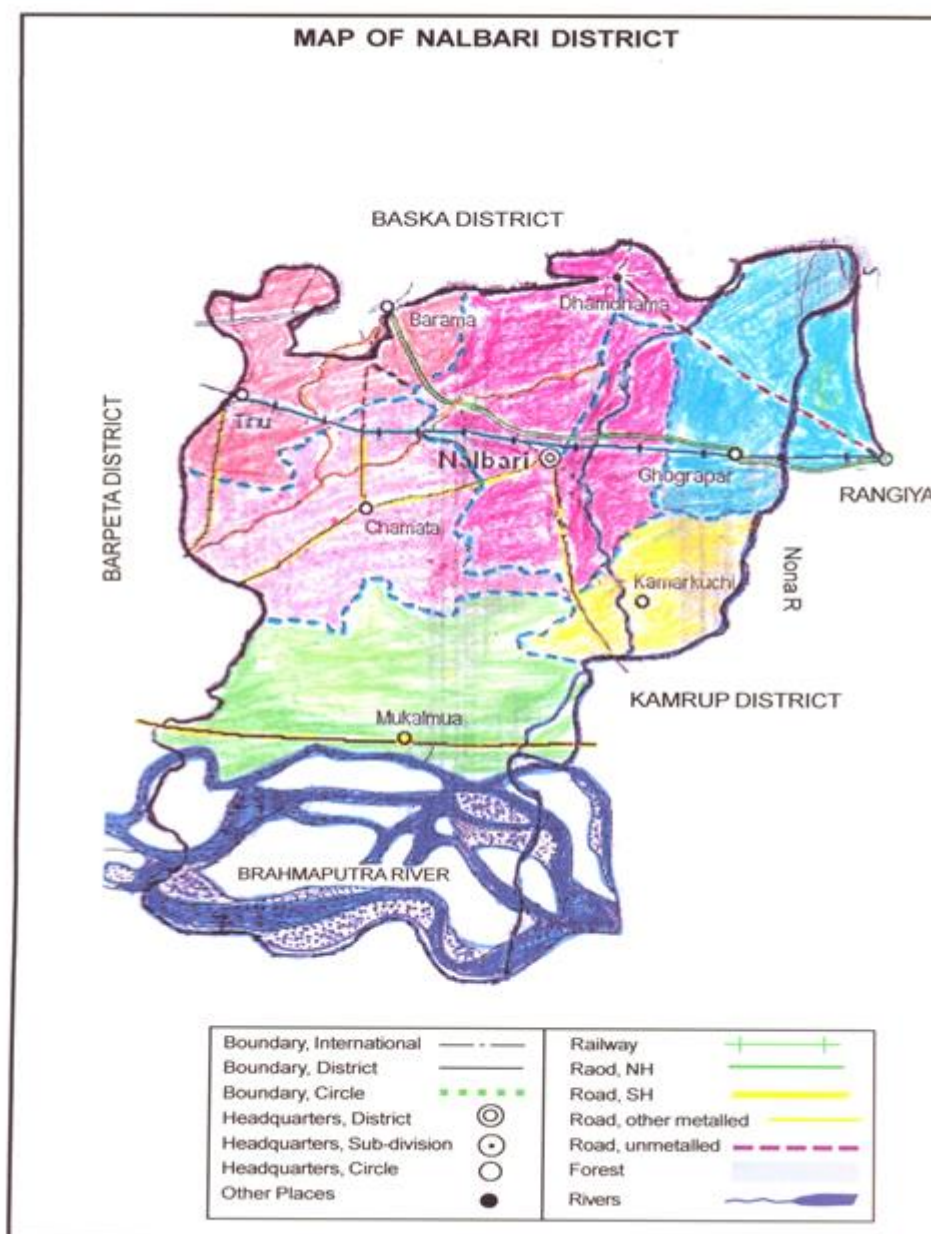 MAP OF NALBARI DISTRICT
BASKA DISTRICT
Dhamdhama
Barama
Tihu
BARPETA DISTRICT
Nalbari
Ghograpar
RANGIYA
Chamata
Nona R
Kamarkuchi
KAMRUP DISTRICT
Mukalmua
BRAHMAPUTRA RIVER
Boundary, International
Boundary, District
Boundary, Circle
Headquarters, District
Headquarters, Sub-division
Headquarters, Circle
Other Places
Railway
Raod, NH
Road, SH
Road, other metalled
Road, unmetalled
Forest
Rivers